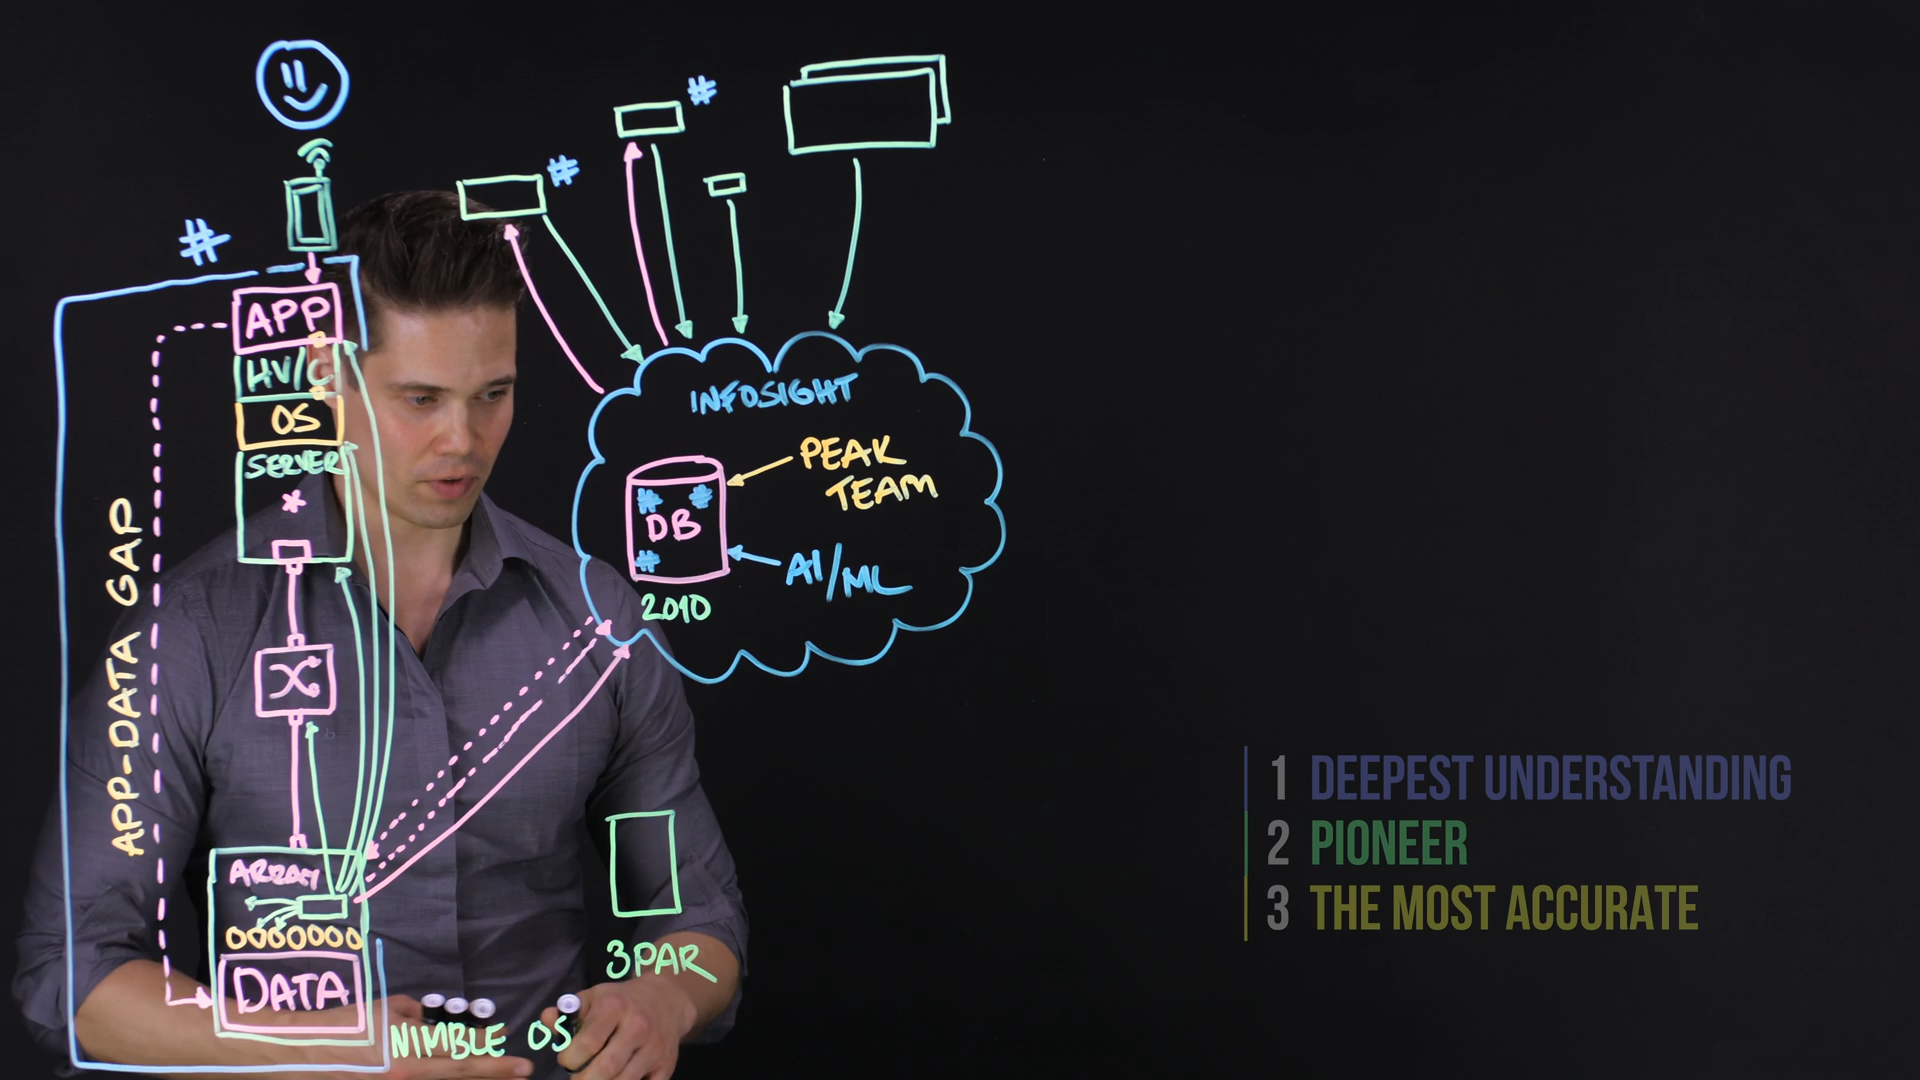 #
#
#
APP
HV/C
OS
SERVER
*
APP-DATA GAP
ARRAY
0000000
DATA
NIMBLE OS
3PAR
INFOSIGHT
PEAK
TEAM
# #
DB
#
AI/ML
2010
1 DEEPEST UNDERSTANDING
2 PIONEER
3 THE MOST ACCURATE